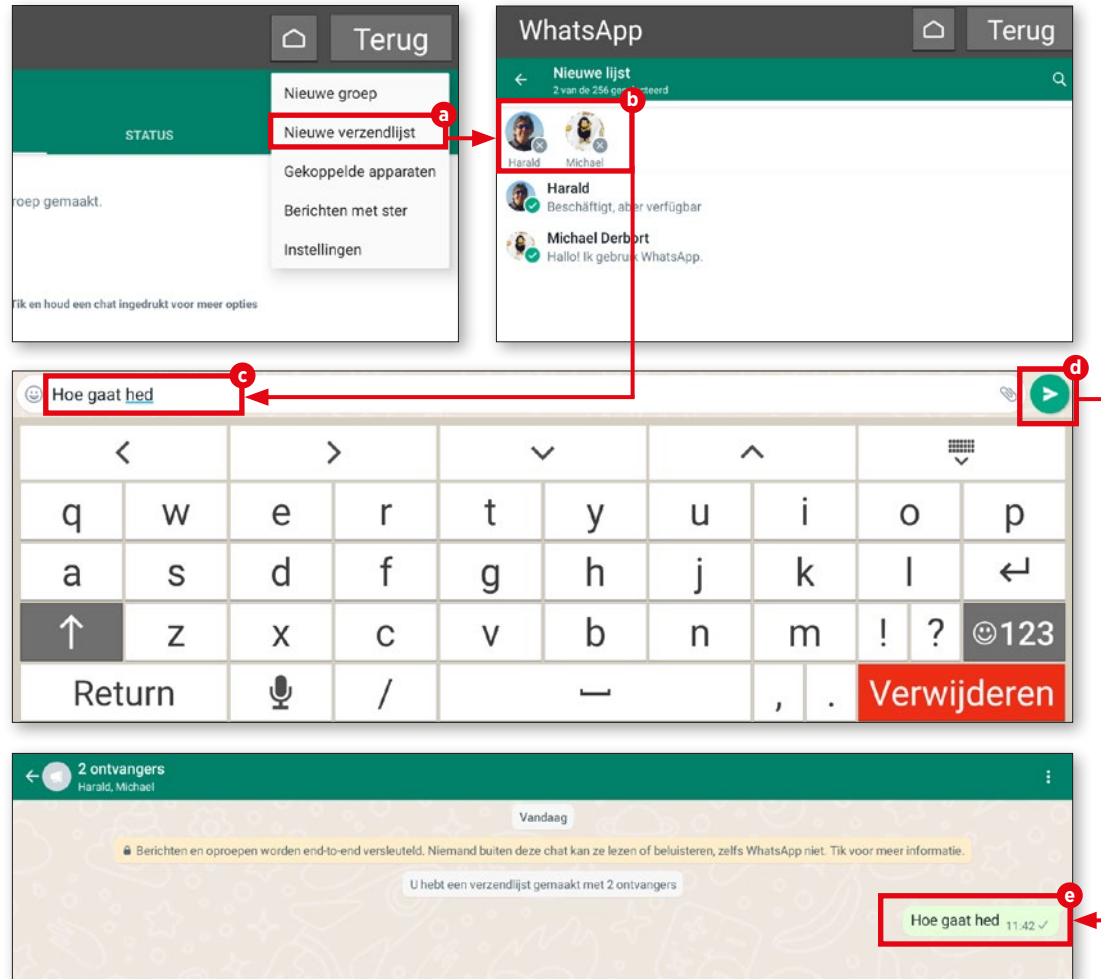 Terug
Nieuwe groep
a
Nieuwe verzendlijst
STATUS
Gekoppelde apparaten
roep gemaakt.
Berichten met ster
Instellingen
Tik en houd een chat ingedrukt voor meer opties
WhatsApp
Terug
Nieuwe lijst
2 van de 256
b
Harald
Michael
Harald
Beschäftigt, aber verfügbar
Michael Derbort
Hallo! Ik gebruik WhatsApp.
c
d
Hoe gaat hed
q w e r t y u i o p
a s d f g h j k l
z x c v b n m ! ? 123
Return / , . Verwijderen
2 ontvangers
Harald, Michael
Vandaag
Berichten en oproepen worden end-to-end versleuteld. Niemand buiten deze chat kan ze lezen of beluisteren, zelfs WhatsApp niet. Tik voor meer informatie.
U hebt een verzendlijst gemaakt met 2 ontvangers
e
Hoe gaat hed 11:42